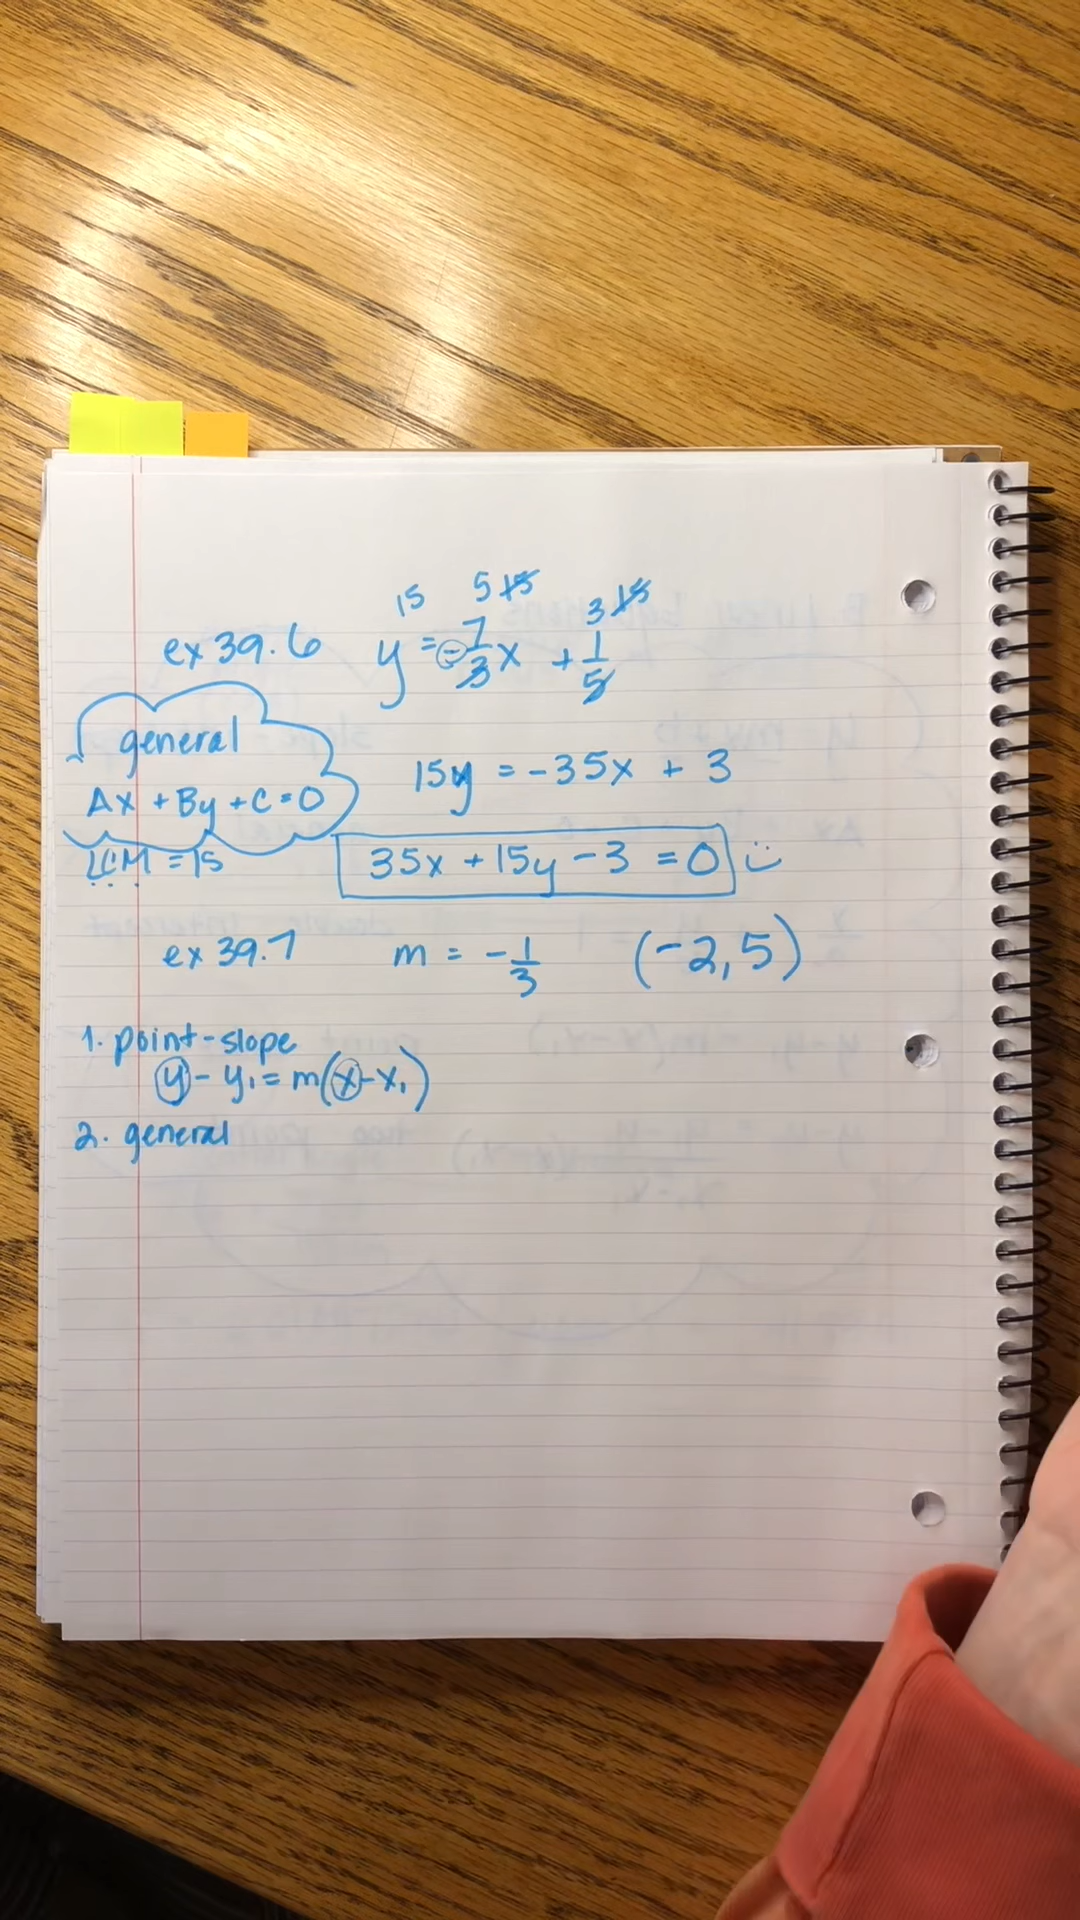 ex 39.6 y = -7/3 x + 1/5
15 5 15 3 15
general
Ax + By + C = 0
15y = -35x + 3
LCM = 15
35x + 15y - 3 = 0
ex 39.7 m = -1/3 (-2, 5)
1. point-slope
y - y₁ = m(x - x₁)
2. general